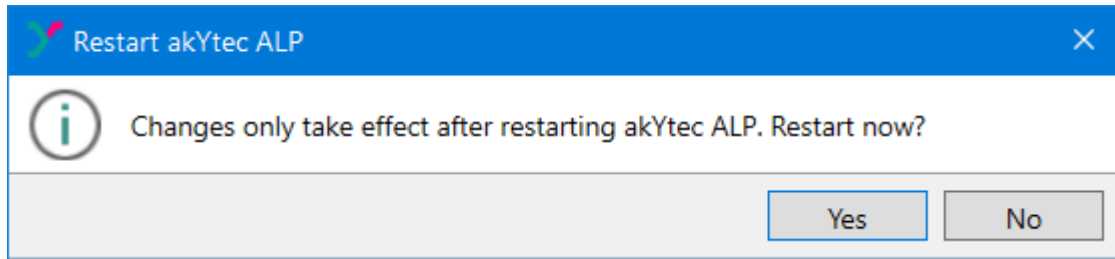 Restart akYtec ALP
Changes only take effect after restarting akYtec ALP. Restart now?
Yes No